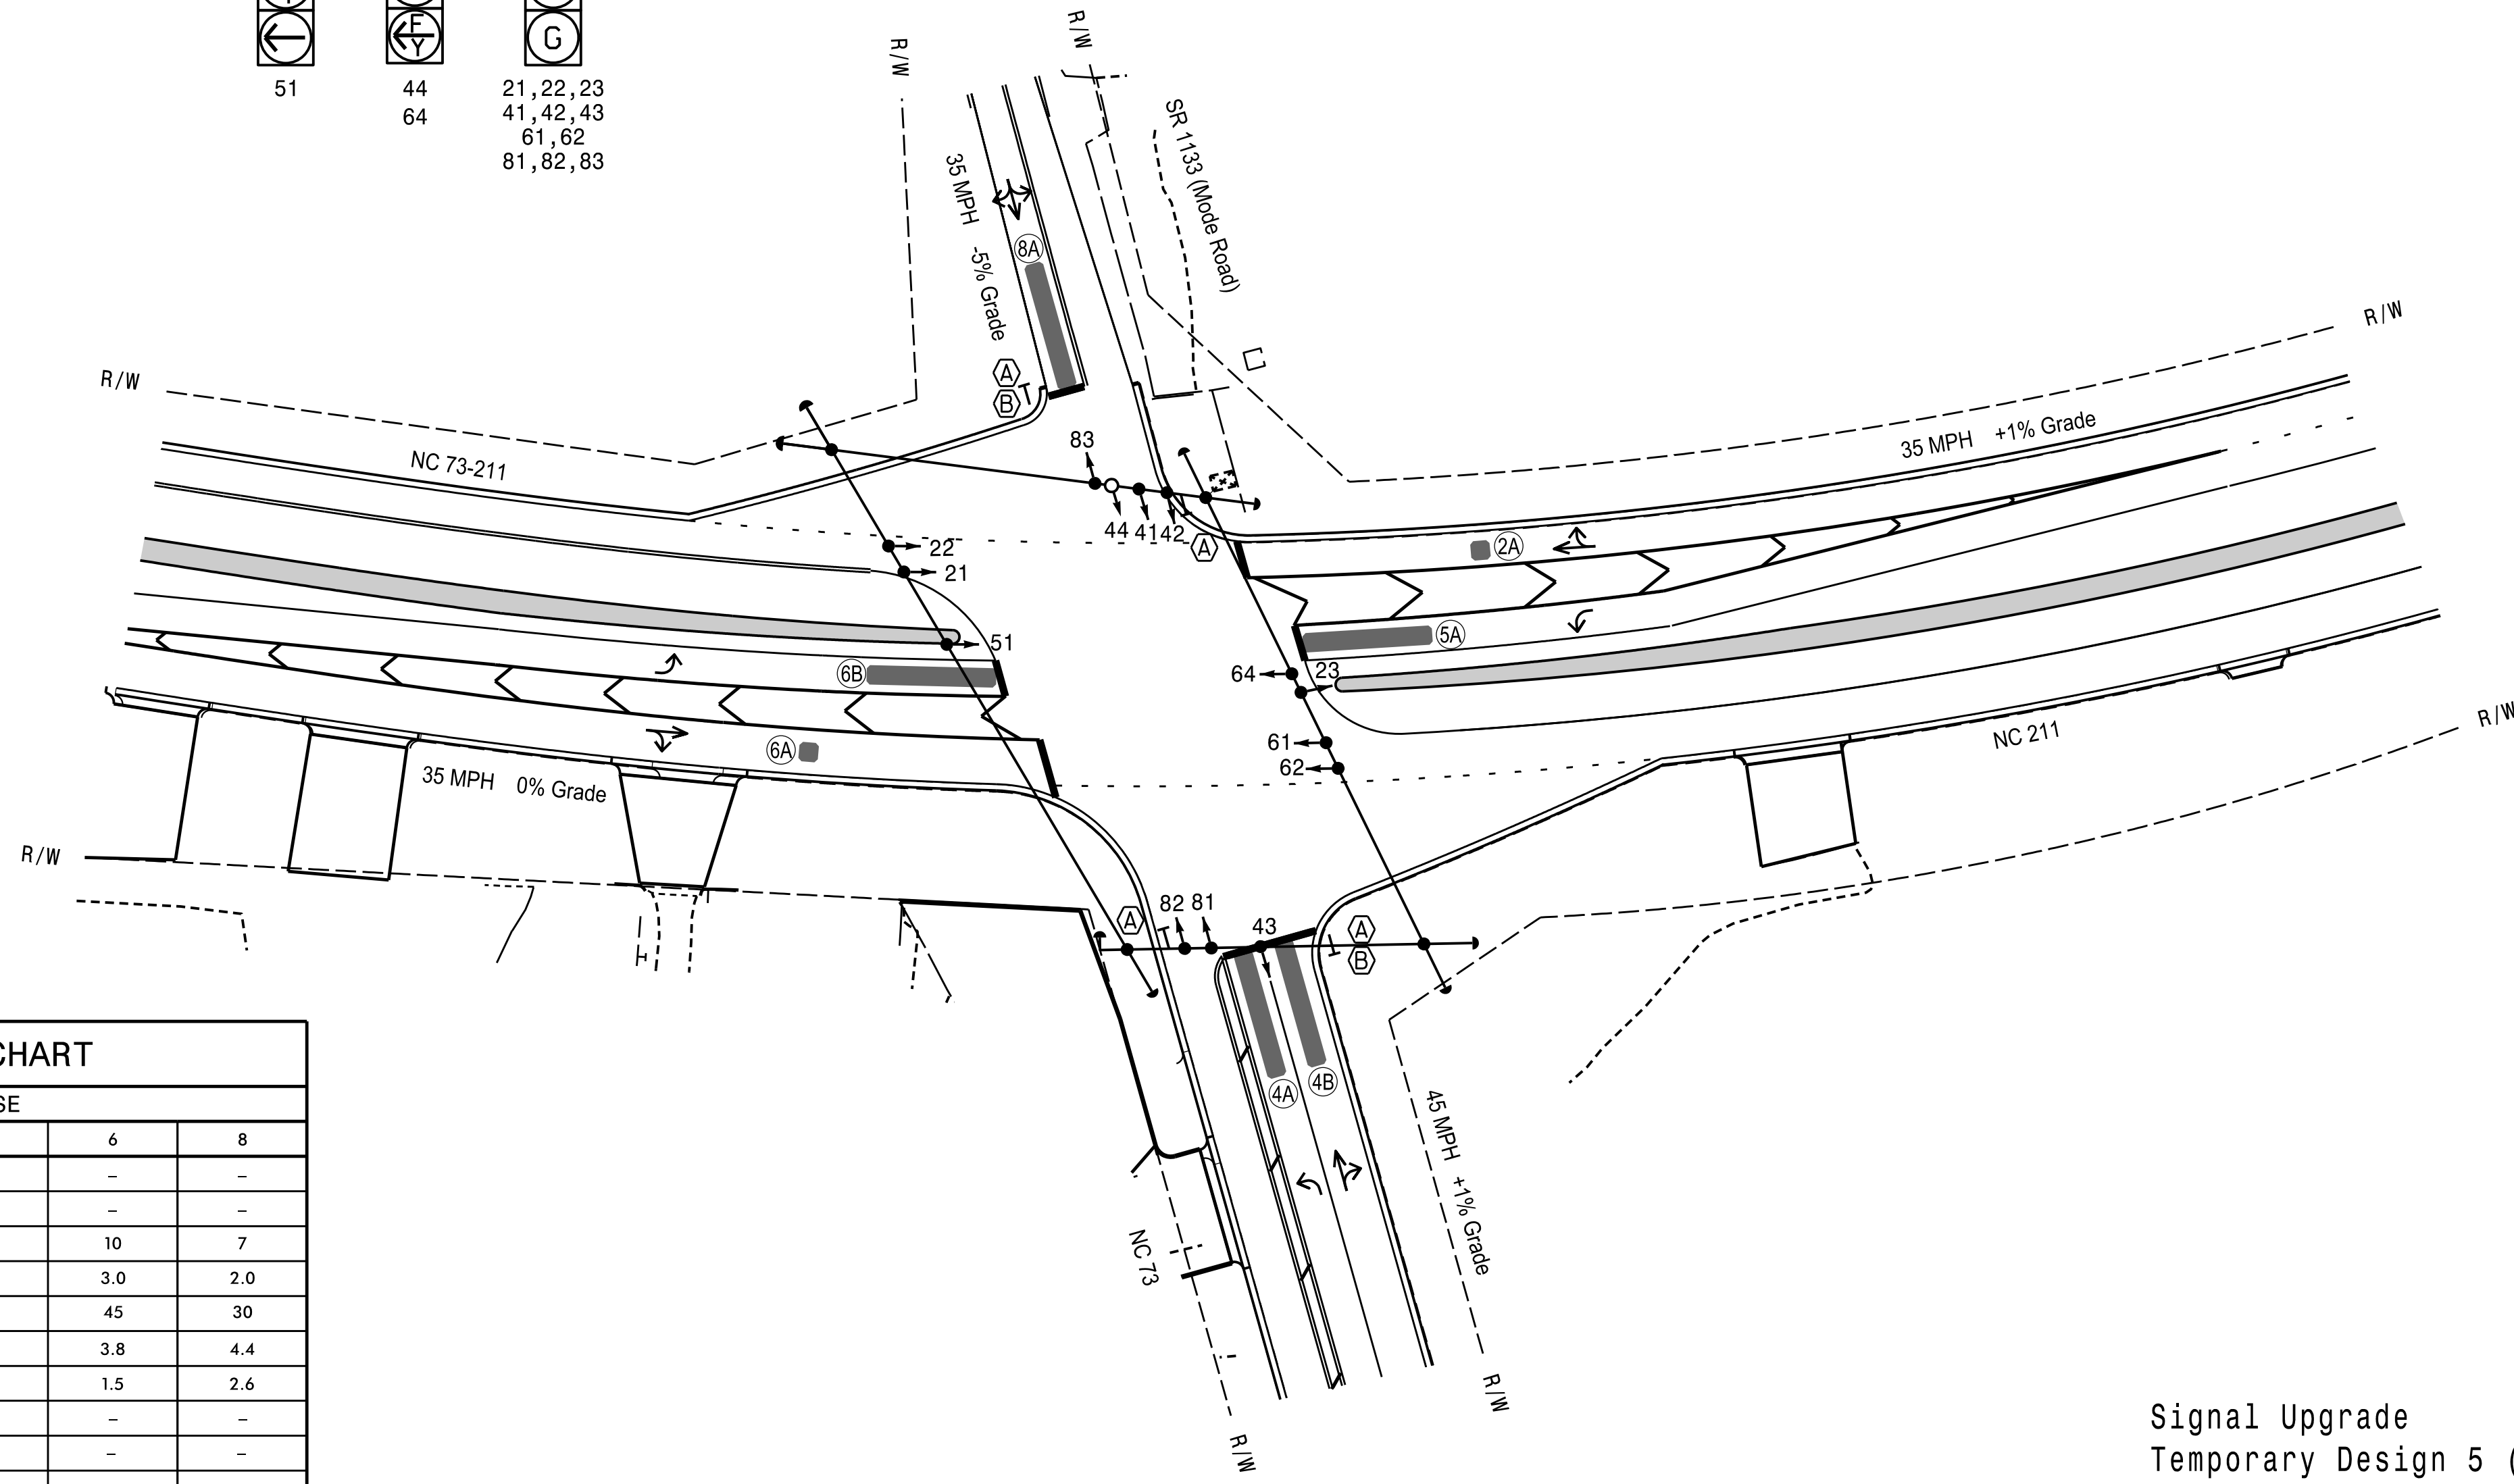 F
Y
G
51
44
64
21,22,23
41,42,43
61,62
81,82,83
R/W
R/W
SR 1133 (Mode Road)
35 MPH -5% Grade
8A
A
B
R/W
NC 73-211
83
44
41
42
A
22
21
51
2A
5A
35 MPH +1% Grade
R/W
6B
6A
64
23
61
62
NC 211
R/W
35 MPH 0% Grade
R/W
A
82
81
43
A
B
4A
4B
45 MPH +1% Grade
NC 73
R/W
R/W
CHART
SE
6 8
– –
– –
10 7
3.0 2.0
45 30
3.8 4.4
1.5 2.6
– –
– –
Signal Upgrade
Temporary Design 5 (